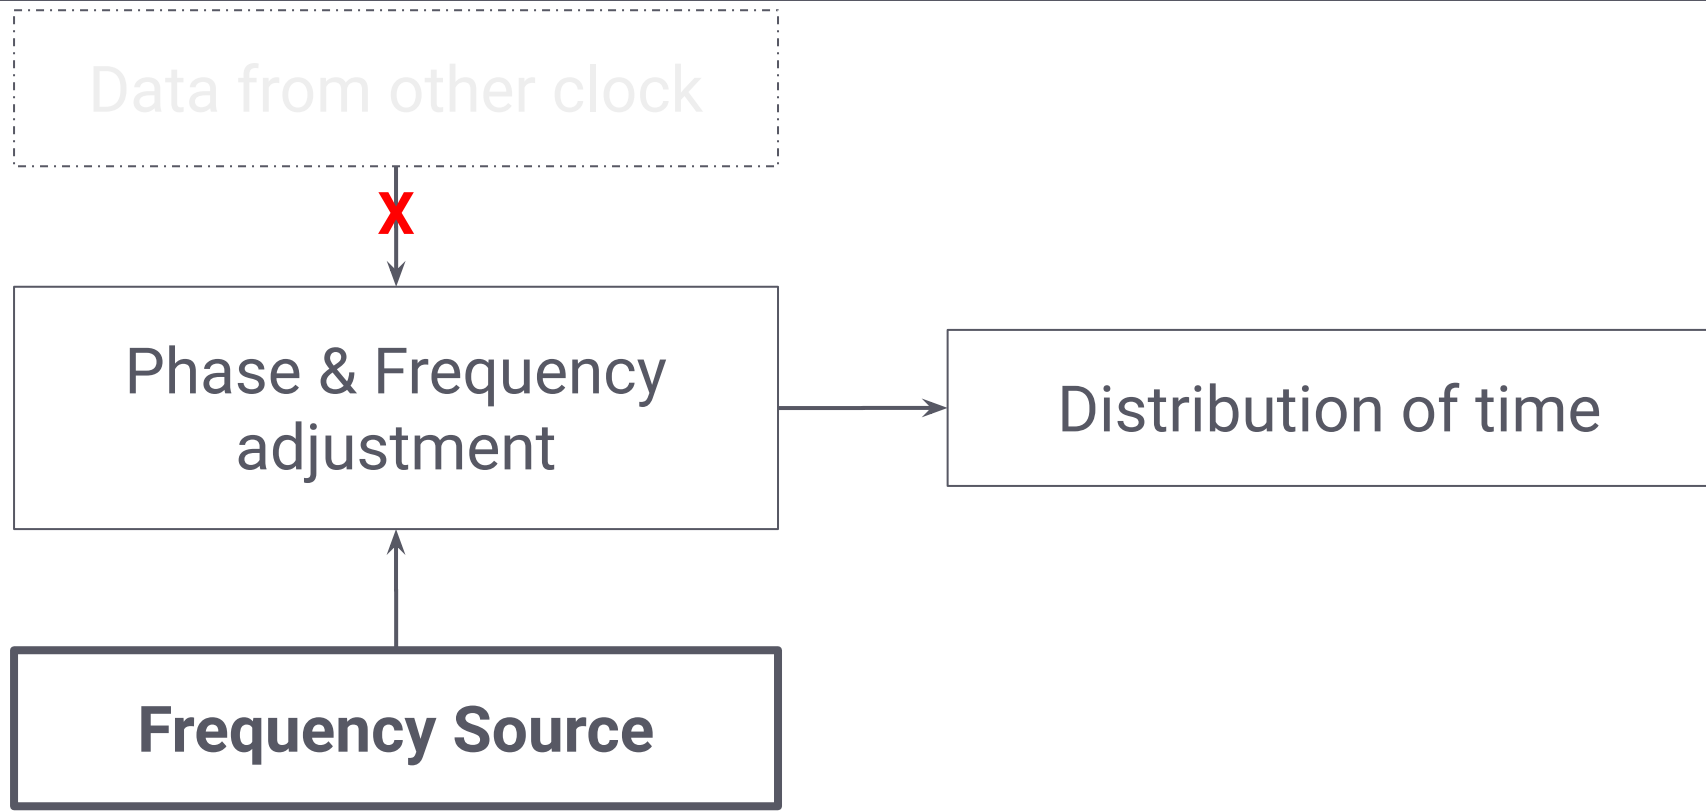 Data from other clock
X
Phase & Frequency
adjustment
Distribution of time
Frequency Source